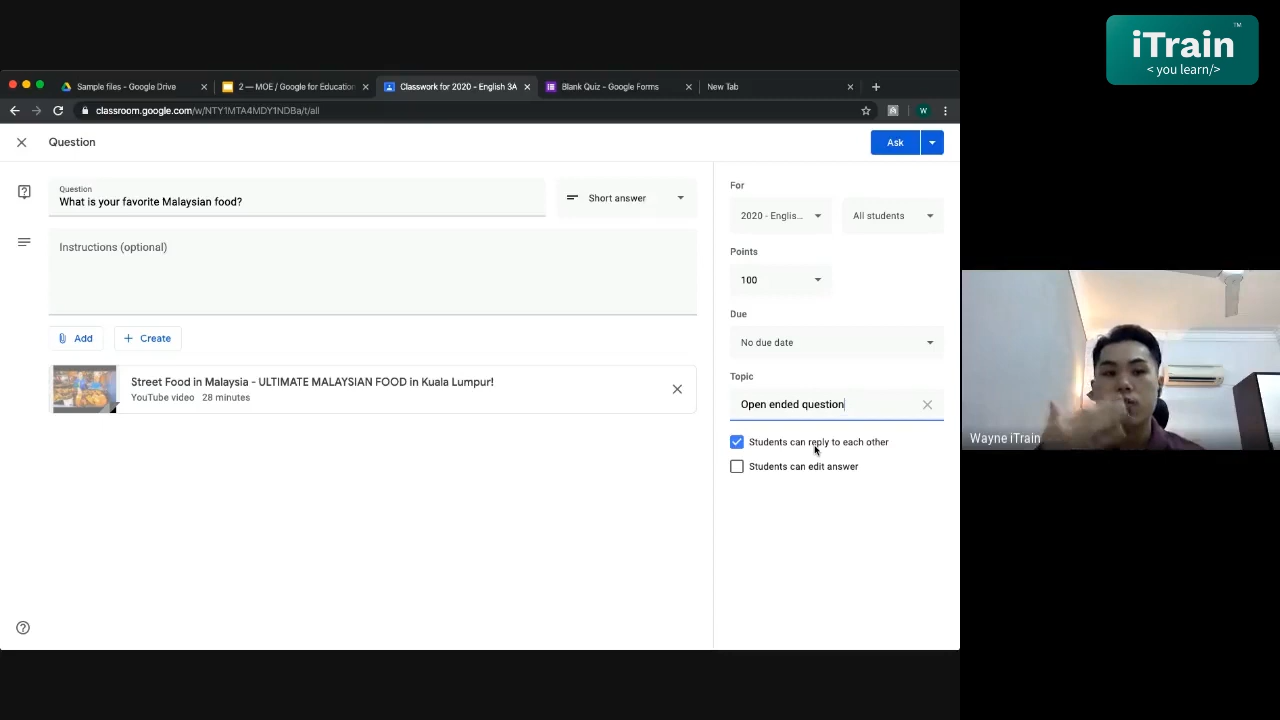 iTrain™
< you learn/>
Sample files - Google Drive
2 — MOE / Google for Education
Classwork for 2020 - English 3A
Blank Quiz - Google Forms
New Tab
classroom.google.com/w/NTY1MTA4MDY1NDBa/t/all
W
Question
Ask
Question
What is your favorite Malaysian food?
Short answer
Instructions (optional)
Add
Create
Street Food in Malaysia - ULTIMATE MALAYSIAN FOOD in Kuala Lumpur!
YouTube video 28 minutes
For
2020 - Englis...
All students
Points
100
Due
No due date
Topic
Open ended question
Students can reply to each other
Students can edit answer
Wayne iTrain